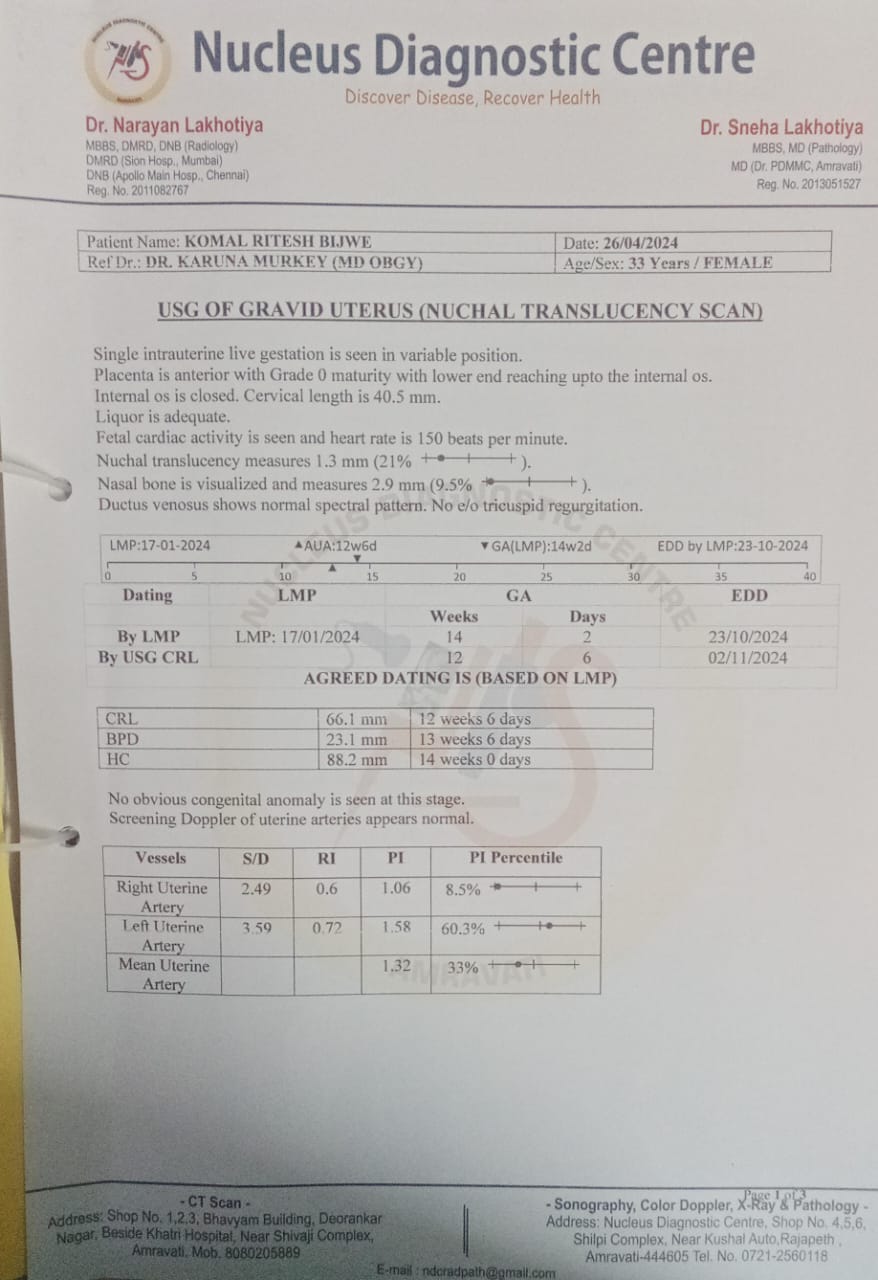 Nucleus Diagnostic Centre
Discover Disease, Recover Health
Dr. Narayan Lakhotiya
MBBS, DMRD, DNB (Radiology)
DMRD (Sion Hosp., Mumbai)
DNB (Apollo Main Hosp., Chennai)
Reg. No. 2011082767
Dr. Sneha Lakhotiya
MBBS, MD (Pathology)
MD (Dr. PDMMC, Amravati)
Reg. No. 2013051527
Patient Name: KOMAL RITESH BIJWE Date: 26/04/2024
Ref Dr.: DR. KARUNA MURKEY (MD OBGY) Age/Sex: 33 Years / FEMALE
USG OF GRAVID UTERUS (NUCHAL TRANSLUCENCY SCAN)
Single intrauterine live gestation is seen in variable position.
Placenta is anterior with Grade 0 maturity with lower end reaching upto the internal os.
Internal os is closed. Cervical length is 40.5 mm.
Liquor is adequate.
Fetal cardiac activity is seen and heart rate is 150 beats per minute.
Nuchal translucency measures 1.3 mm (21% ).
Nasal bone is visualized and measures 2.9 mm (9.5% ).
Ductus venosus shows normal spectral pattern. No e/o tricuspid regurgitation.
LMP:17-01-2024 ▲AUA:12w6d ▼GA(LMP):14w2d EDD by LMP:23-10-2024
0 5 10 15 20 25 30 35 40
Dating LMP GA EDD
Weeks Days
By LMP LMP: 17/01/2024 14 2 23/10/2024
By USG CRL 12 6 02/11/2024
AGREED DATING IS (BASED ON LMP)
CRL 66.1 mm 12 weeks 6 days
BPD 23.1 mm 13 weeks 6 days
HC 88.2 mm 14 weeks 0 days
No obvious congenital anomaly is seen at this stage.
Screening Doppler of uterine arteries appears normal.
Vessels S/D RI PI PI Percentile
Right Uterine Artery 2.49 0.6 1.06 8.5%
Left Uterine Artery 3.59 0.72 1.58 60.3%
Mean Uterine Artery 1.32 33%
NUCLEUS DIAGNOSTIC CENTRE
AMRAVATI
Page 1 of 3
- CT Scan -
Address: Shop No. 1,2,3, Bhavyam Building, Deorankar
Nagar, Beside Khatri Hospital, Near Shivaji Complex,
Amravati. Mob. 8080205889
- Sonography, Color Doppler, X-Ray & Pathology -
Address: Nucleus Diagnostic Centre, Shop No. 4,5,6,
Shilpi Complex, Near Kushal Auto,Rajapeth ,
Amravati-444605 Tel. No. 0721-2560118
E-mail : ndcradpath@gmail.com